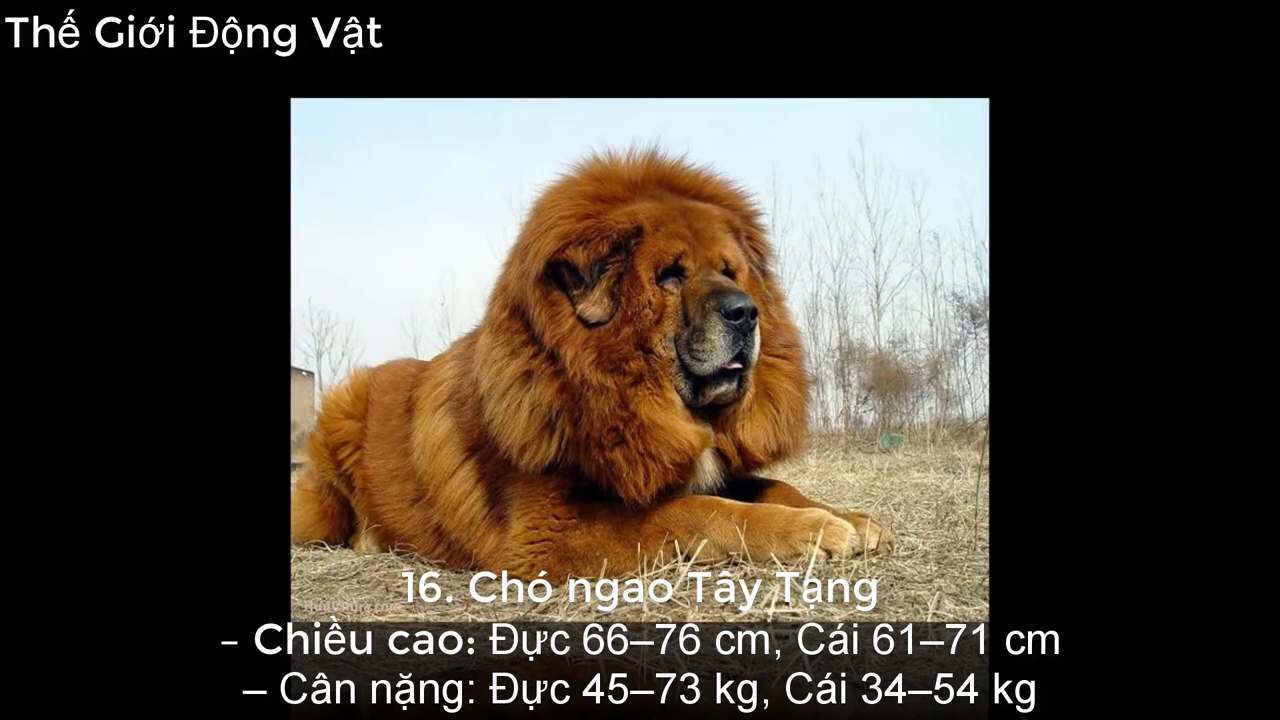 Thế Giới Động Vật
16. Chó ngao Tây Tạng
– Chiều cao: Đực 66–76 cm, Cái 61–71 cm
– Cân nặng: Đực 45–73 kg, Cái 34–54 kg